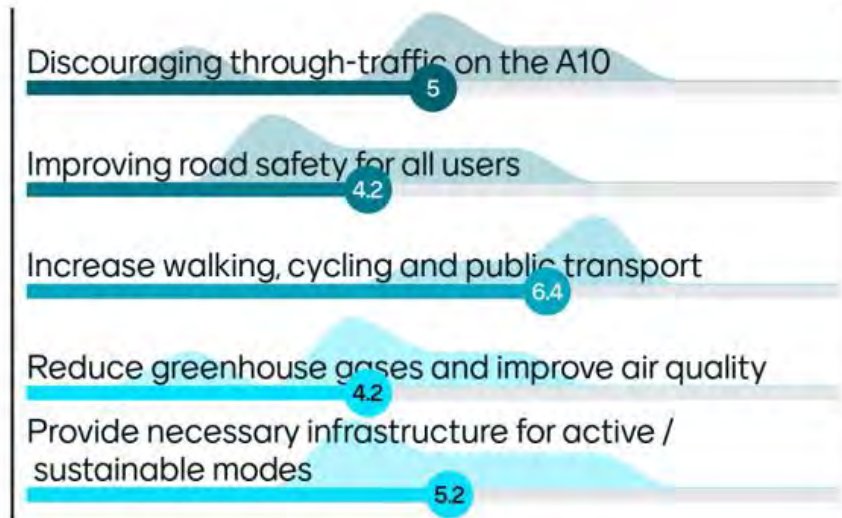 Discouraging through-traffic on the A10
5
Improving road safety for all users
4.2
Increase walking, cycling and public transport
6.4
Reduce greenhouse gases and improve air quality
4.2
Provide necessary infrastructure for active /
sustainable modes
5.2